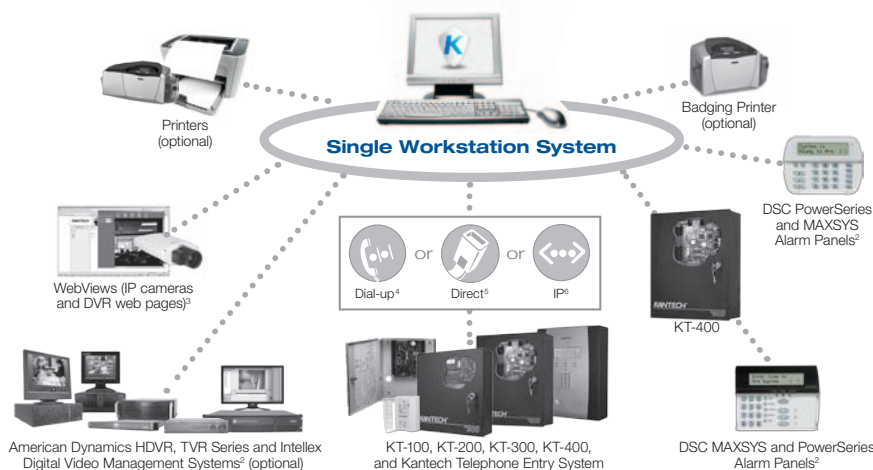 K
Printers
(optional)
Badging Printer
(optional)
Single Workstation System
DSC PowerSeries
and MAXSYS
Alarm Panels²
WebViews (IP cameras
and DVR web pages)³
Dial-up⁴
or
Direct⁵
or
IP⁶
KANTECH
KT-400
American Dynamics HDVR, TVR Series and Intellex
Digital Video Management Systems² (optional)
KT-100, KT-200, KT-300, KT-400,
and Kantech Telephone Entry System
DSC MAXSYS and PowerSeries
Alarm Panels²